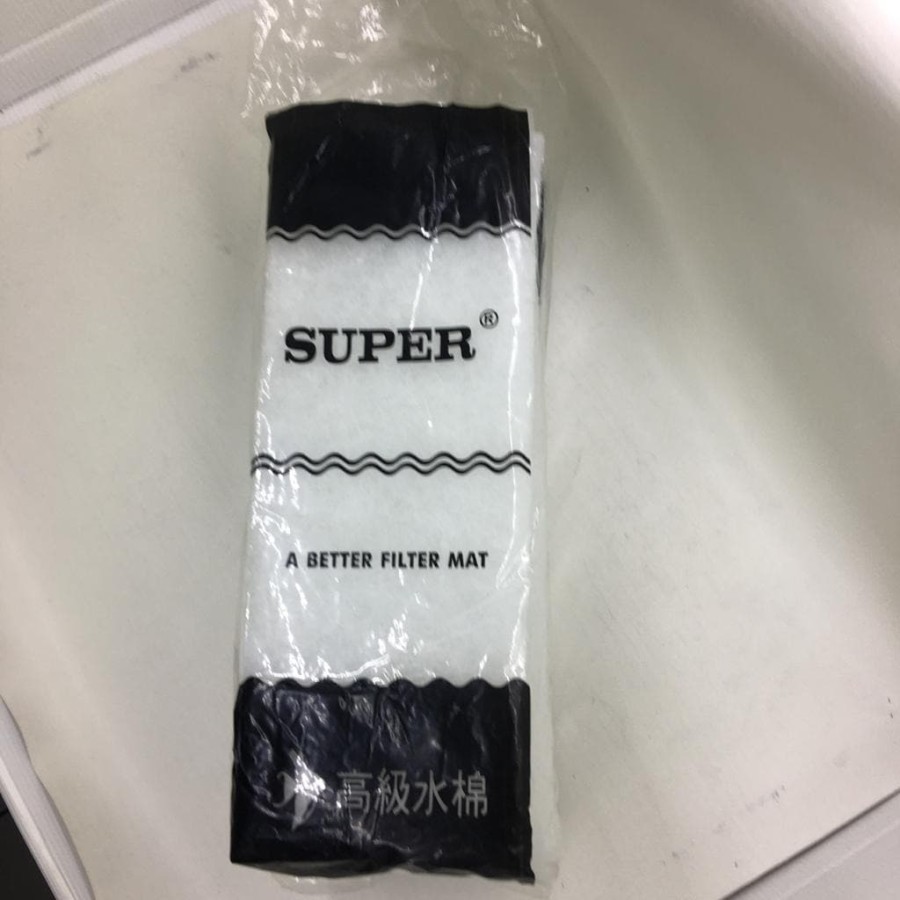 SUPER®
A BETTER FILTER MAT
高級水棉